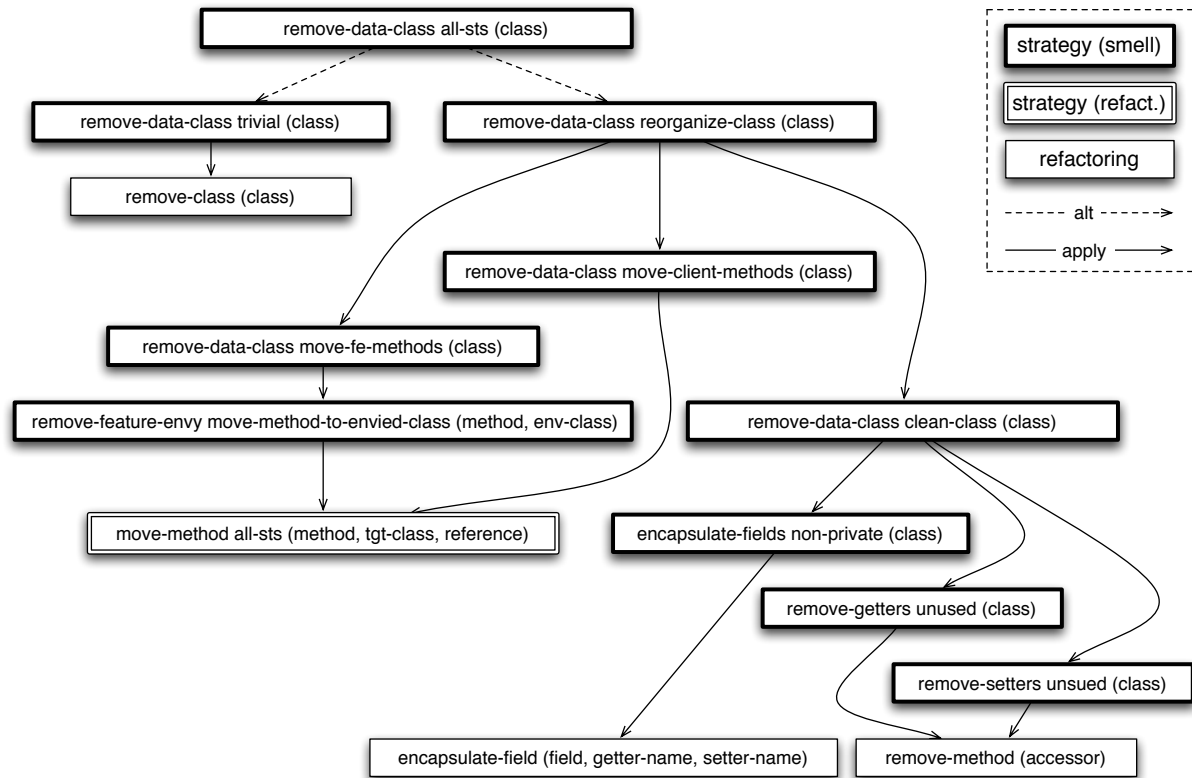 remove-data-class all-sts (class)
strategy (smell)
strategy (refact.)
refactoring
alt
apply
remove-data-class trivial (class)
remove-data-class reorganize-class (class)
remove-class (class)
remove-data-class move-client-methods (class)
remove-data-class move-fe-methods (class)
remove-feature-envy move-method-to-envied-class (method, env-class)
remove-data-class clean-class (class)
move-method all-sts (method, tgt-class, reference)
encapsulate-fields non-private (class)
remove-getters unused (class)
remove-setters unsued (class)
encapsulate-field (field, getter-name, setter-name)
remove-method (accessor)